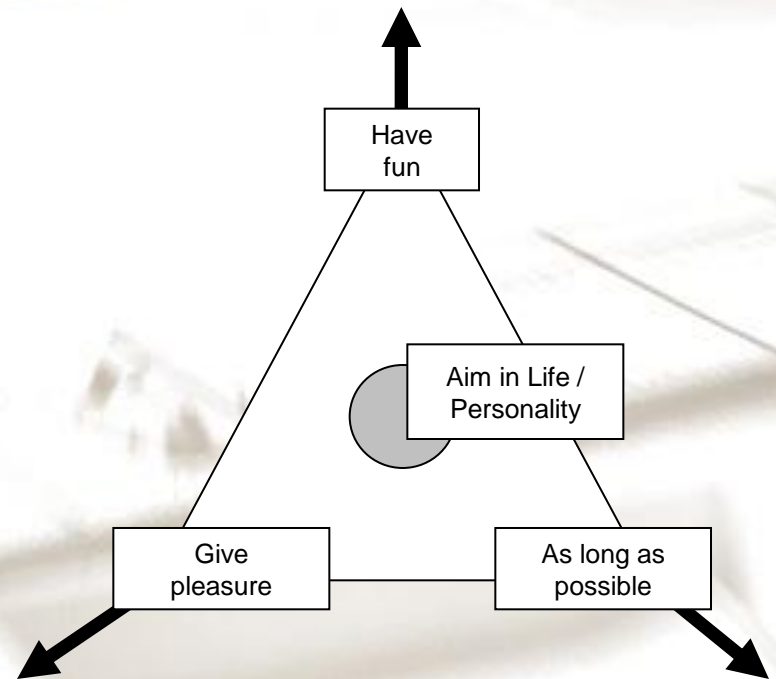 Have
fun
Aim in Life /
Personality
Give
pleasure
As long as
possible